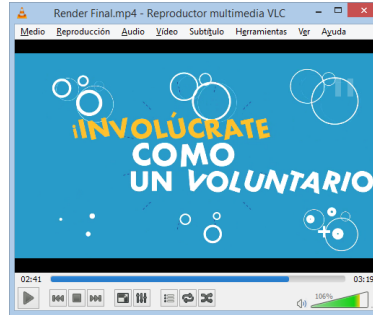 Render Final.mp4 - Reproductor multimedia VLC
Medio Reproducción Audio Vídeo Subtítulo Herramientas Ver Ayuda
¡INVOLÚCRATE
COMO
UN VOLUNTARIO
02:41 03:19
106%